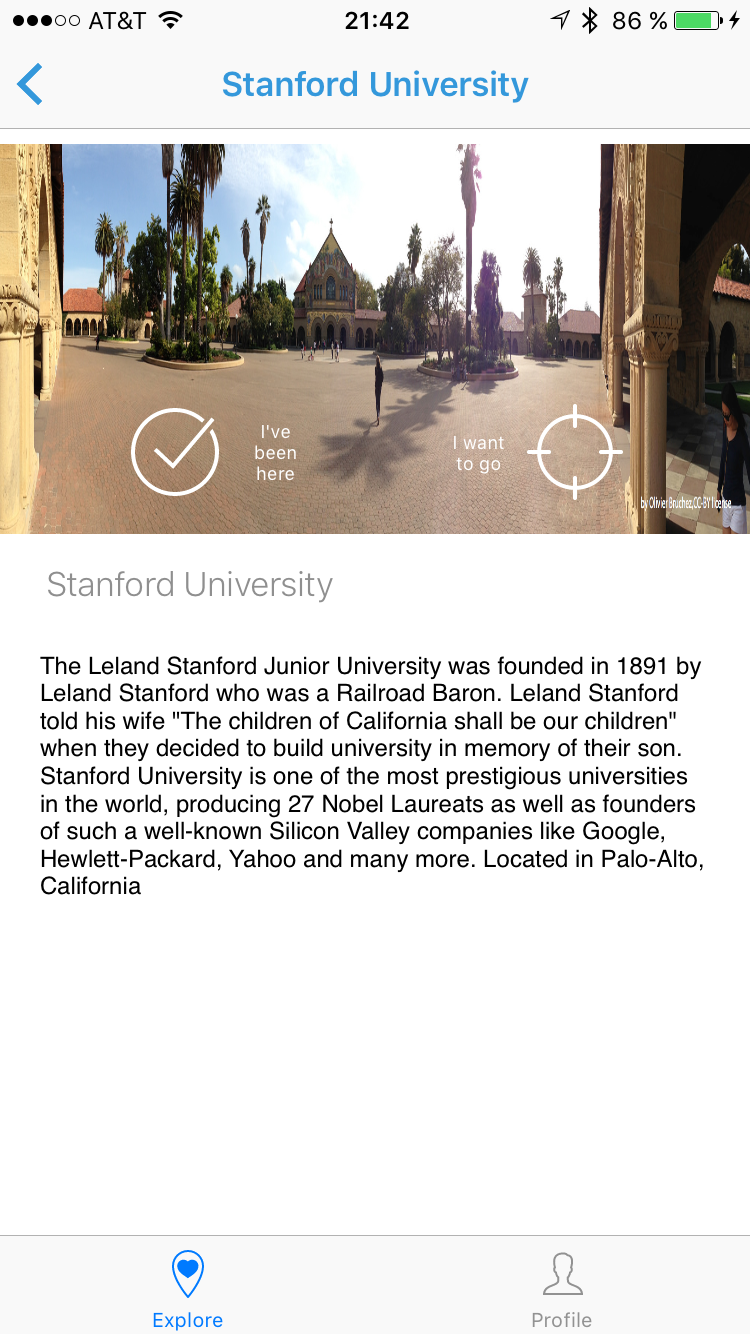 AT&T 21:42 86 %
Stanford University
I've
been
here
I want
to go
by Olivier Bruchez,CC-BY license
Stanford University
The Leland Stanford Junior University was founded in 1891 by
Leland Stanford who was a Railroad Baron. Leland Stanford
told his wife "The children of California shall be our children"
when they decided to build university in memory of their son.
Stanford University is one of the most prestigious universities
in the world, producing 27 Nobel Laureats as well as founders
of such a well-known Silicon Valley companies like Google,
Hewlett-Packard, Yahoo and many more. Located in Palo-Alto,
California
Explore Profile